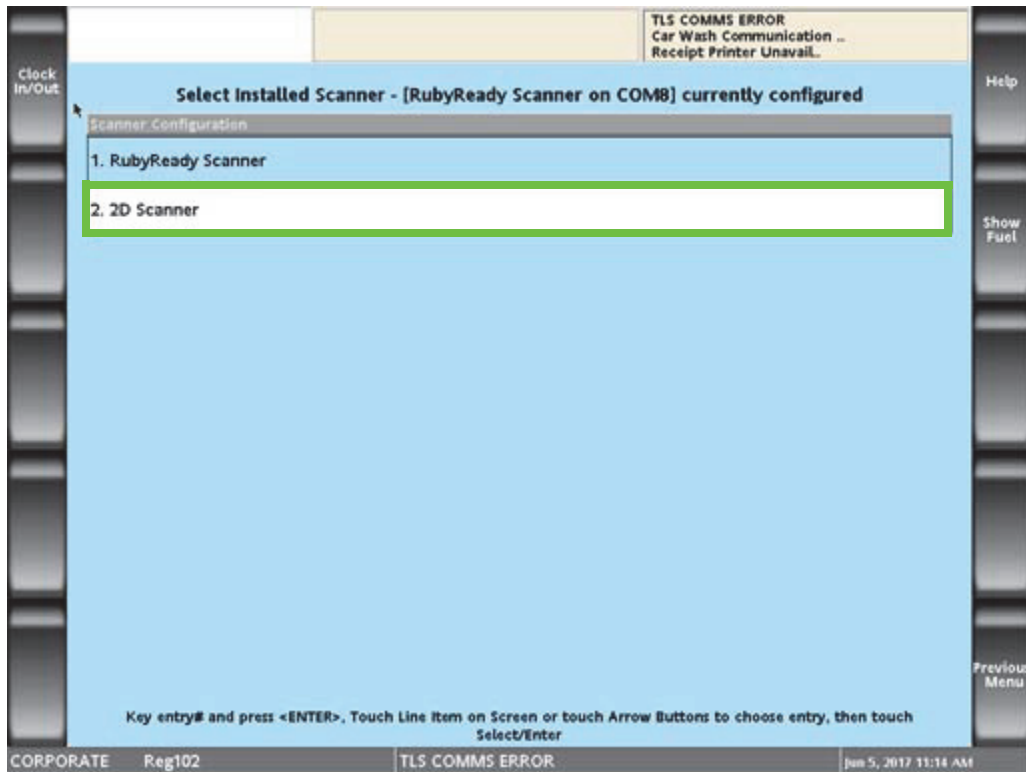 TLS COMMS ERROR
Car Wash Communication ..
Receipt Printer Unavail..
Clock
In/Out
Help
Select Installed Scanner - [RubyReady Scanner on COM8] currently configured
Scanner Configuration
1. RubyReady Scanner
2. 2D Scanner
Show
Fuel
Previous
Menu
Key entry# and press <ENTER>, Touch Line Item on Screen or touch Arrow Buttons to choose entry, then touch
Select/Enter
CORPORATE Reg102 TLS COMMS ERROR Jun 5, 2017 11:14 AM